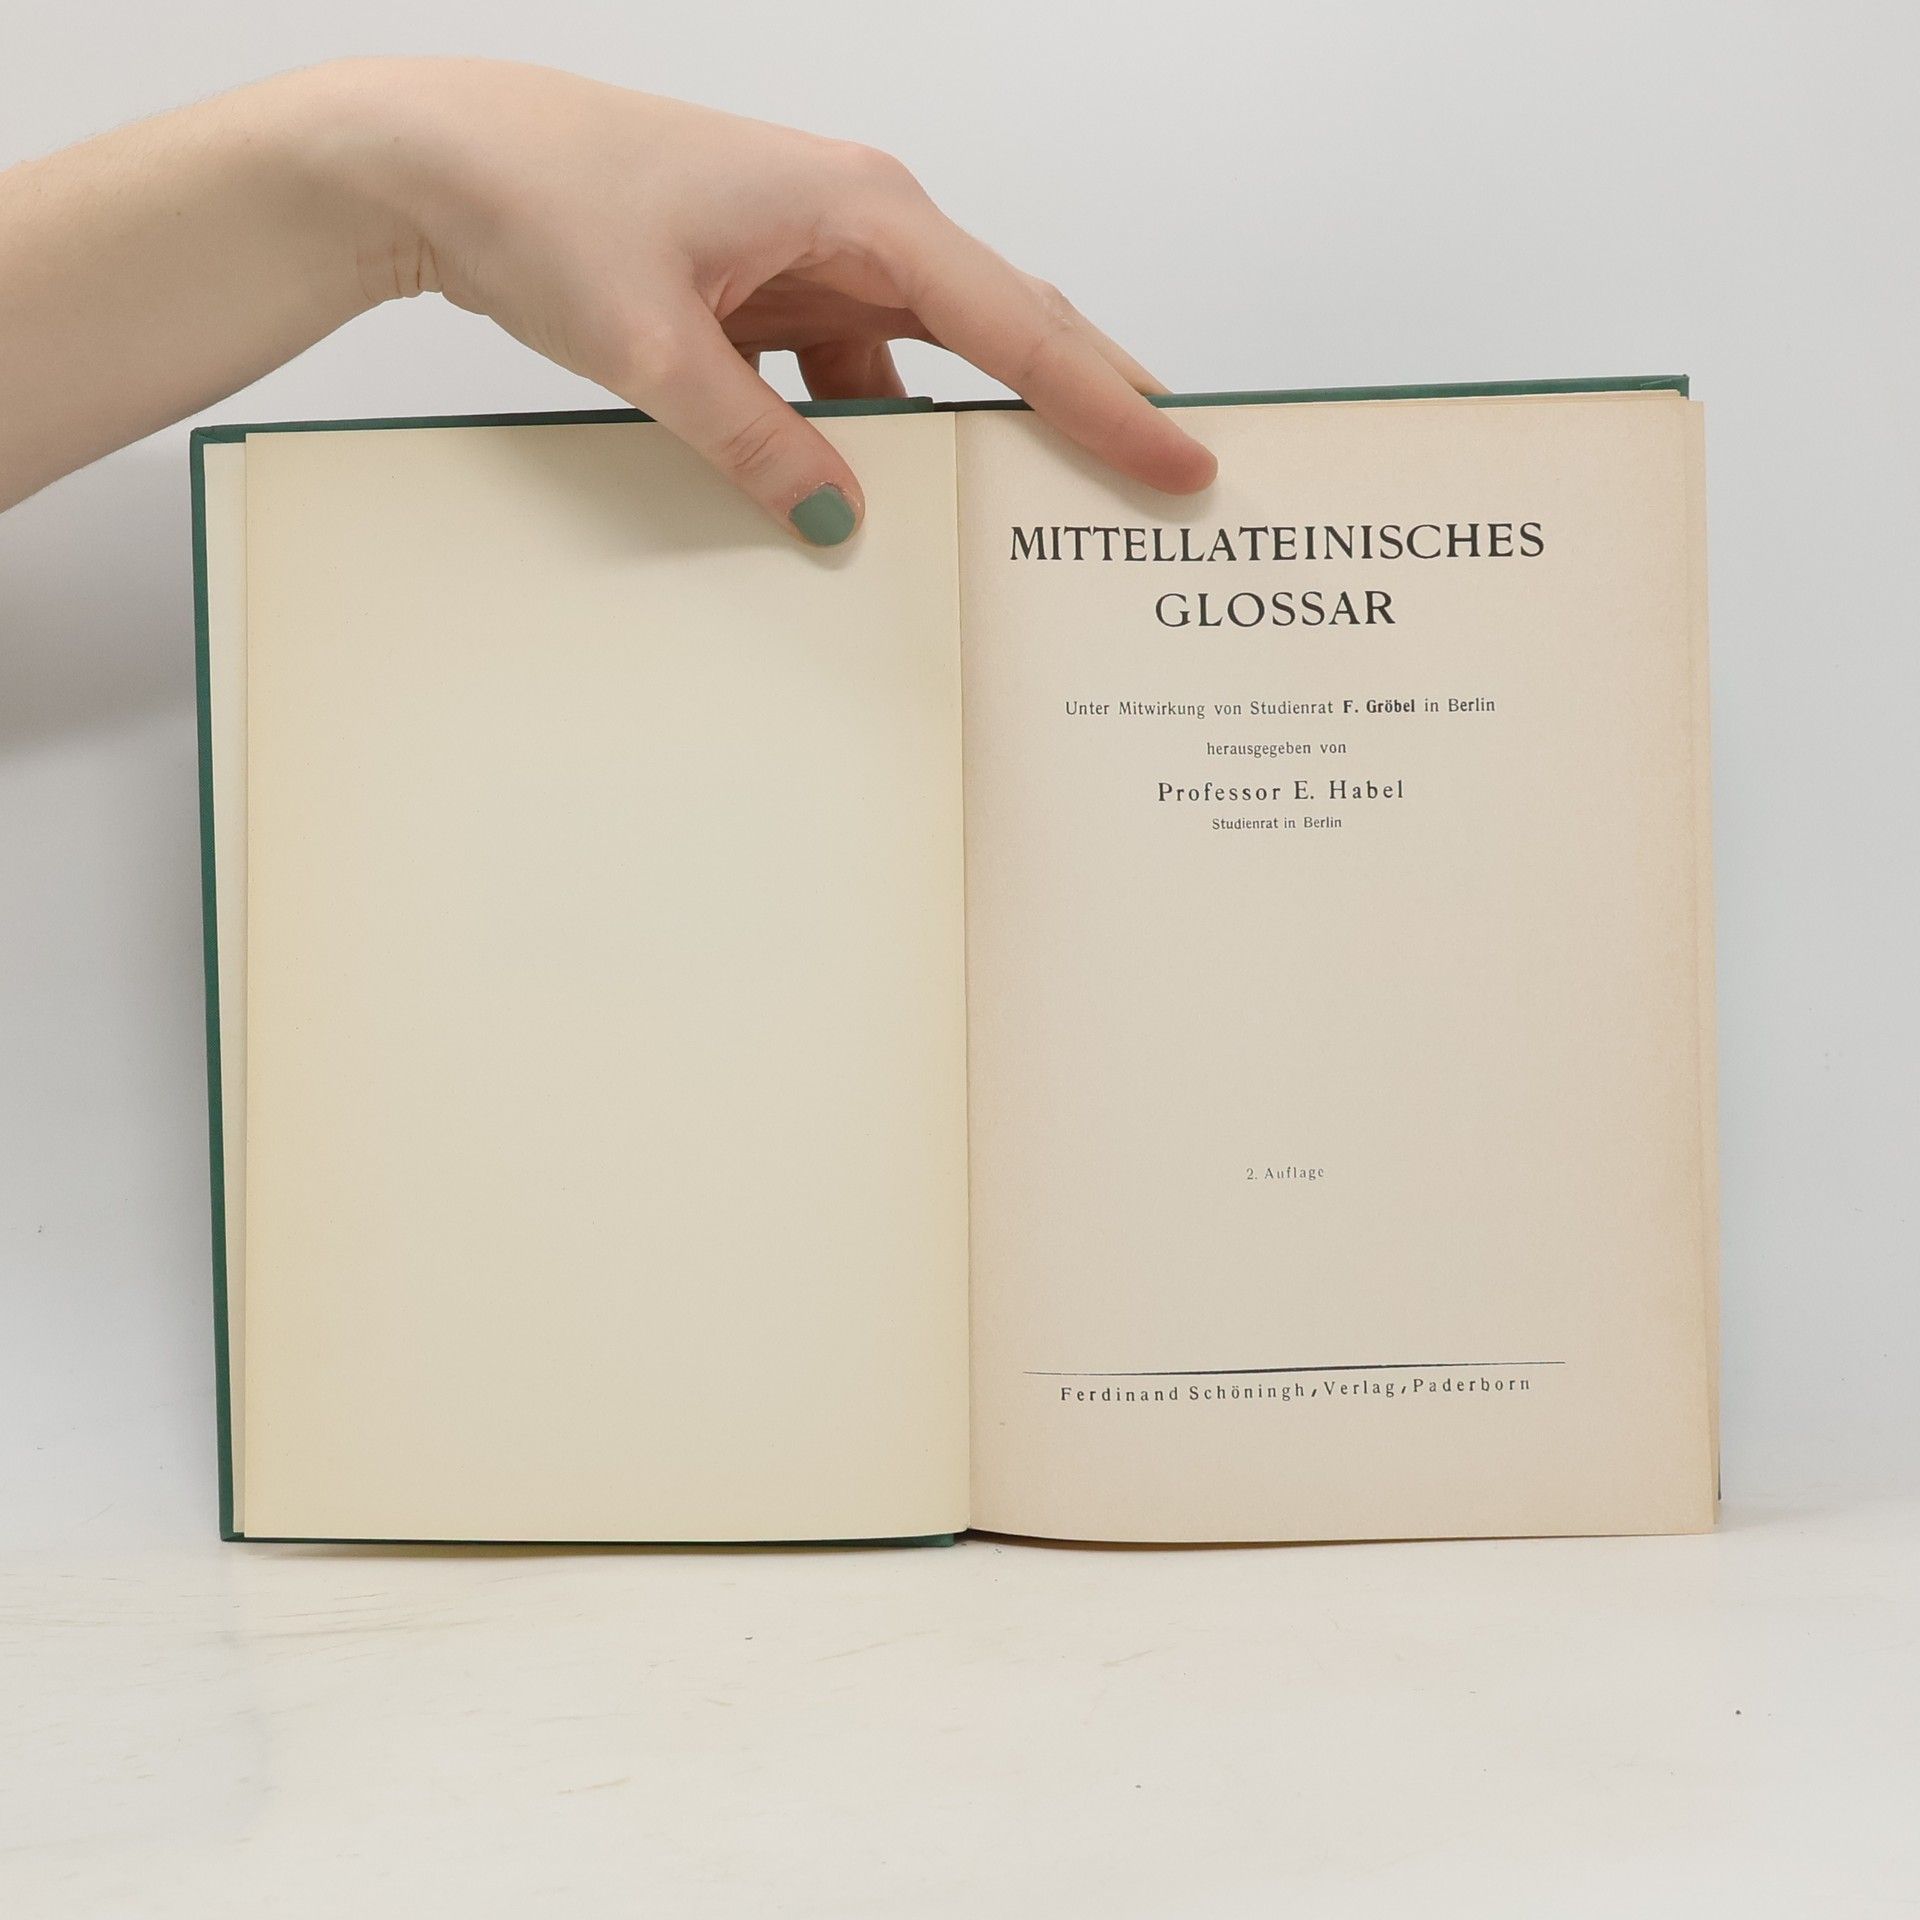 MITTELLATEINISCHES
GLOSSAR
Unter Mitwirkung von Studienrat F. Gröbel in Berlin
herausgegeben von
Professor E. Habel
Studienrat in Berlin
2. Auflage
Ferdinand Schöningh, Verlag, Paderborn